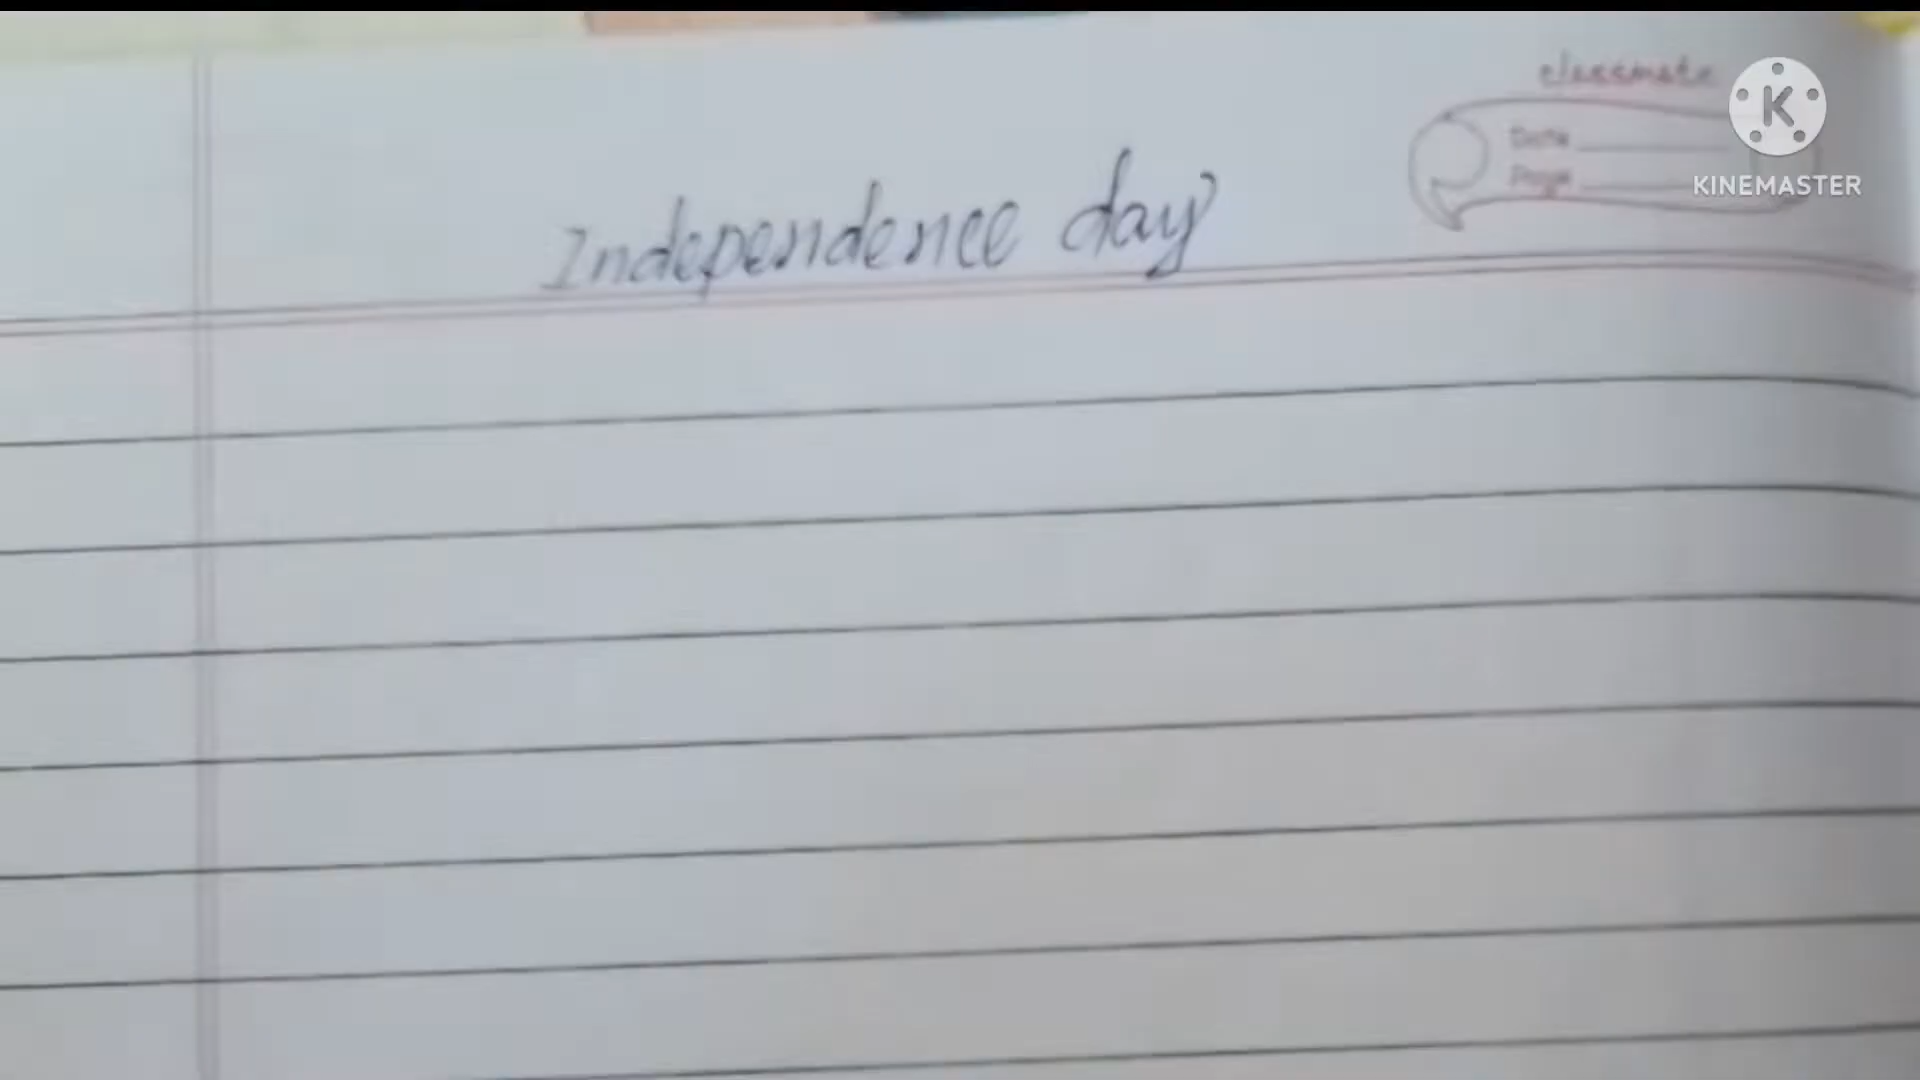 classmate
Date
Page
KINEMASTER
Independence day